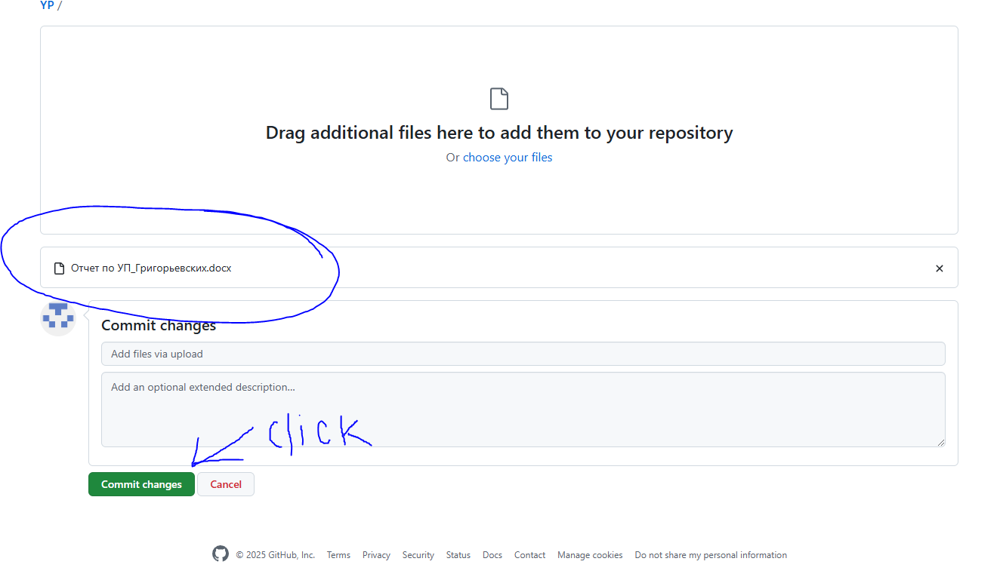 YP /
Drag additional files here to add them to your repository
Or choose your files
Отчет по УП_Григорьевских.docx
Commit changes
Add files via upload
Add an optional extended description...
click
Commit changes Cancel
© 2025 GitHub, Inc. Terms Privacy Security Status Docs Contact Manage cookies Do not share my personal information